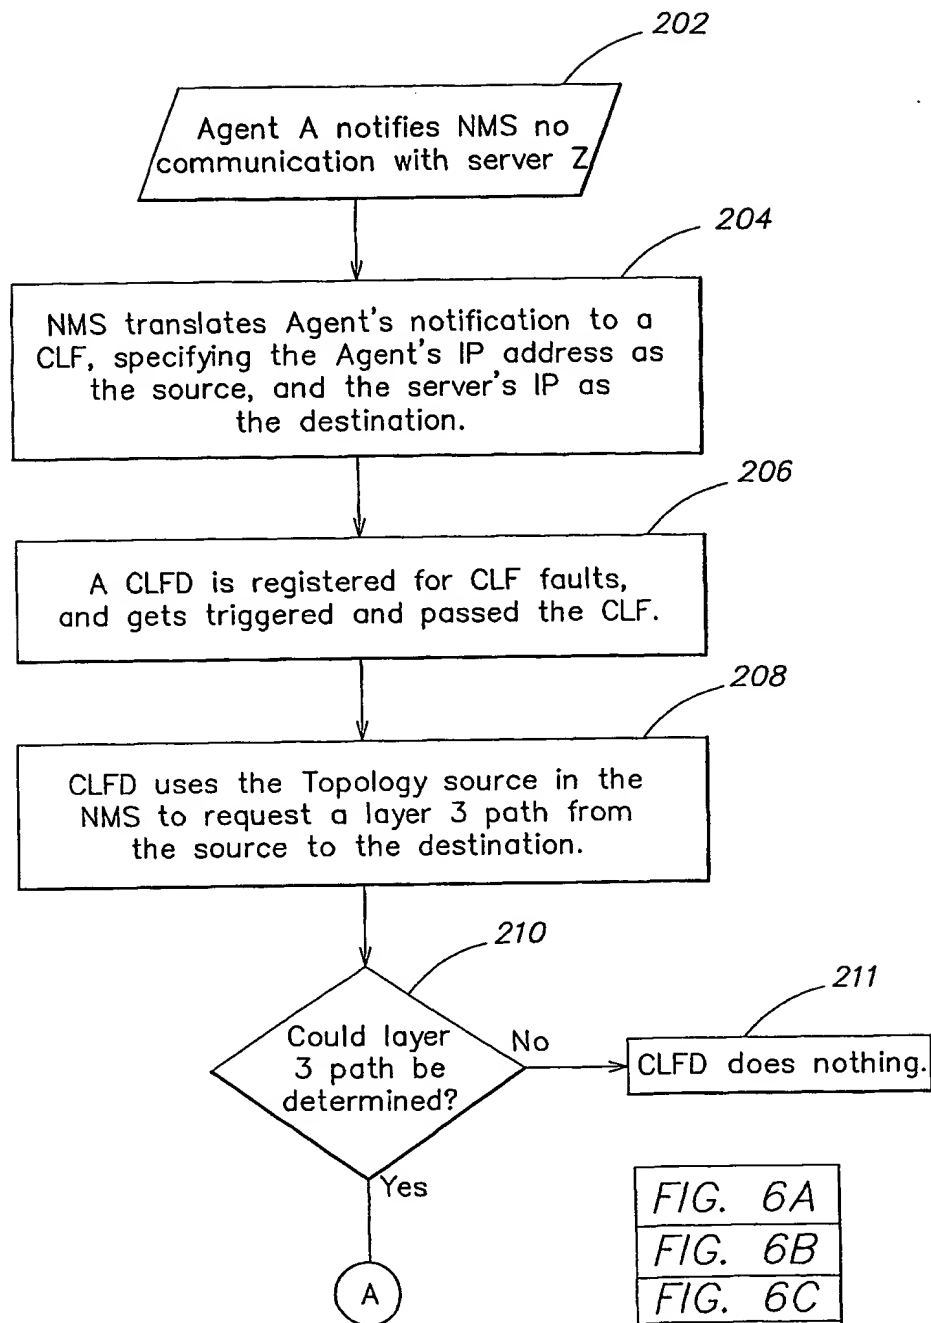 202
Agent A notifies NMS no
communication with server Z
204
NMS translates Agent's notification to a
CLF, specifying the Agent's IP address as
the source, and the server's IP as
the destination.
206
A CLFD is registered for CLF faults,
and gets triggered and passed the CLF.
208
CLFD uses the Topology source in the
NMS to request a layer 3 path from
the source to the destination.
210
Could layer
3 path be
determined?
No
211
CLFD does nothing.
Yes
A
FIG. 6A
FIG. 6B
FIG. 6C